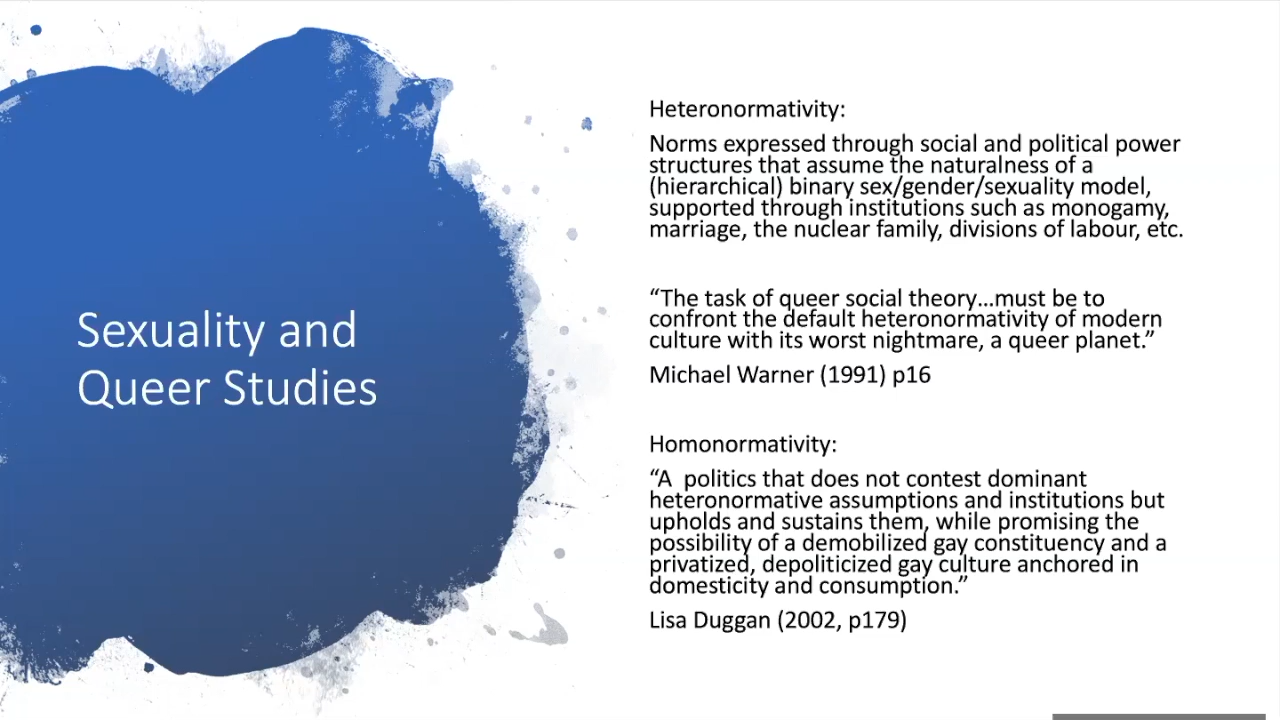 Sexuality and
Queer Studies
Heteronormativity:
Norms expressed through social and political power
structures that assume the naturalness of a
(hierarchical) binary sex/gender/sexuality model,
supported through institutions such as monogamy,
marriage, the nuclear family, divisions of labour, etc.
“The task of queer social theory…must be to
confront the default heteronormativity of modern
culture with its worst nightmare, a queer planet.”
Michael Warner (1991) p16
Homonormativity:
“A  politics that does not contest dominant
heteronormative assumptions and institutions but
upholds and sustains them, while promising the
possibility of a demobilized gay constituency and a
privatized, depoliticized gay culture anchored in
domesticity and consumption.”
Lisa Duggan (2002, p179)